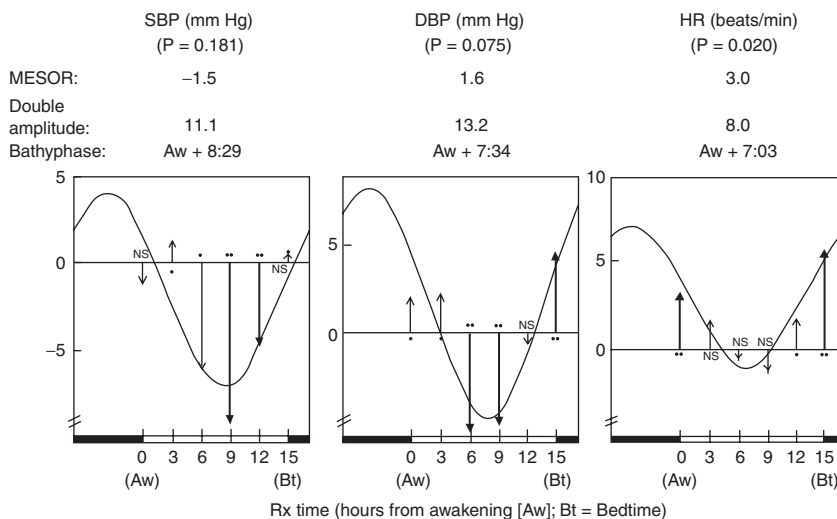 SBP (mm Hg) DBP (mm Hg) HR (beats/min)
(P = 0.181) (P = 0.075) (P = 0.020)
MESOR: −1.5 1.6 3.0
Double
amplitude: 11.1 13.2 8.0
Bathyphase: Aw + 8:29 Aw + 7:34 Aw + 7:03
5
0
−5
NS
NS
0 3 6 9 12 15
(Aw) (Bt)
5
0
NS
0 3 6 9 12 15
(Aw) (Bt)
10
5
0
NS
NS
NS
0 3 6 9 12 15
(Aw) (Bt)
Rx time (hours from awakening [Aw]; Bt = Bedtime)